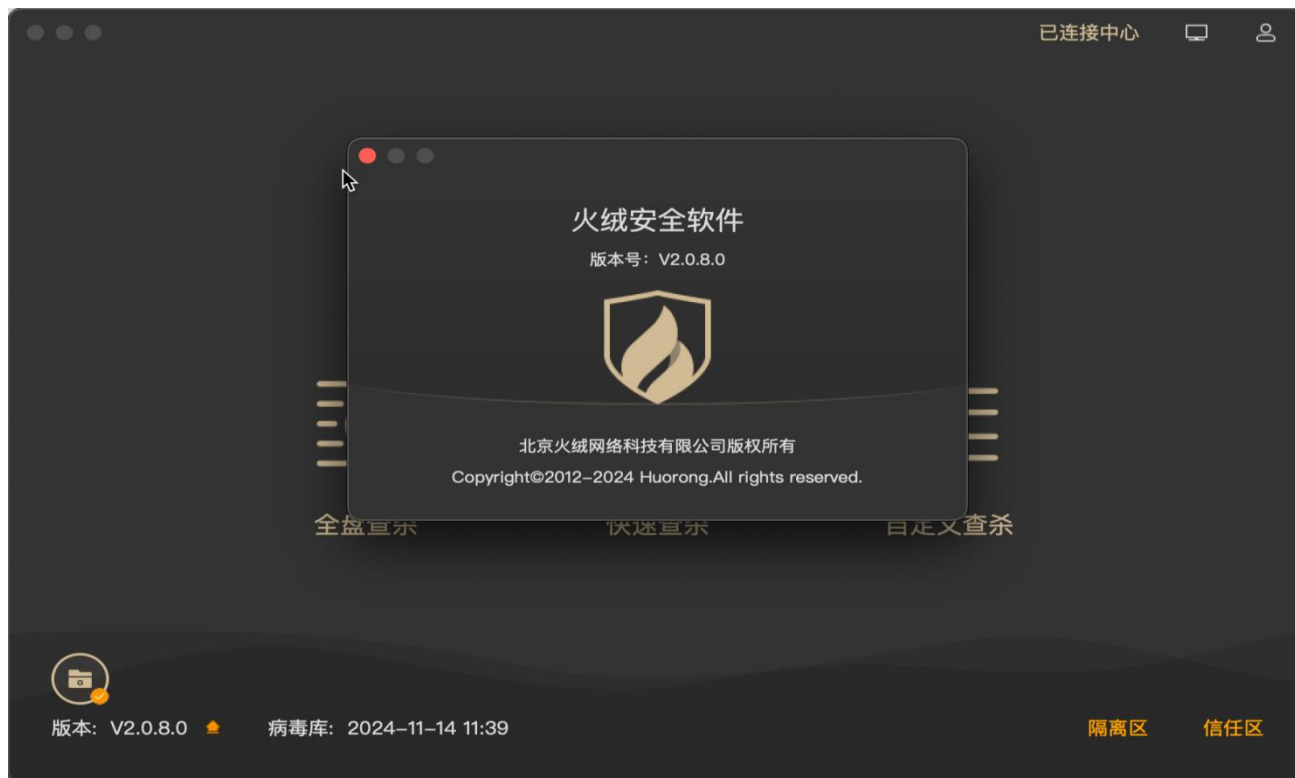 已连接中心
火绒安全软件
版本号：V2.0.8.0
北京火绒网络科技有限公司版权所有
Copyright©2012–2024 Huorong.All rights reserved.
全盘查杀
快速查杀
自定义查杀
版本: V2.0.8.0
病毒库: 2024–11–14 11:39
隔离区
信任区